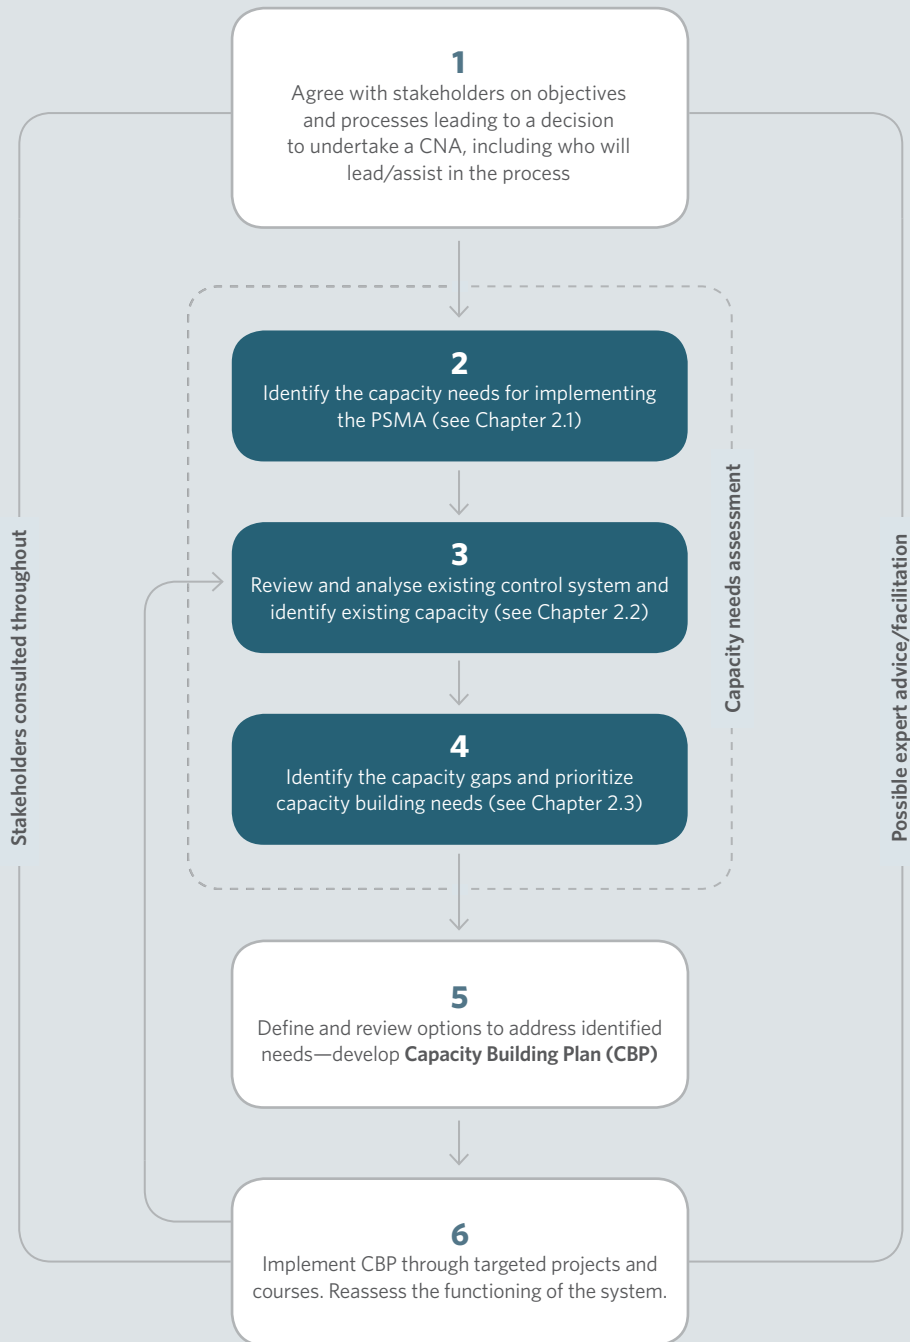 1
Agree with stakeholders on objectives
and processes leading to a decision
to undertake a CNA, including who will
lead/assist in the process
2
Identify the capacity needs for implementing
the PSMA (see Chapter 2.1)
3
Review and analyse existing control system and
identify existing capacity (see Chapter 2.2)
4
Identify the capacity gaps and prioritize
capacity building needs (see Chapter 2.3)
5
Define and review options to address identified
needs—develop Capacity Building Plan (CBP)
6
Implement CBP through targeted projects and
courses. Reassess the functioning of the system.
Stakeholders consulted throughout
Capacity needs assessment
Possible expert advice/facilitation